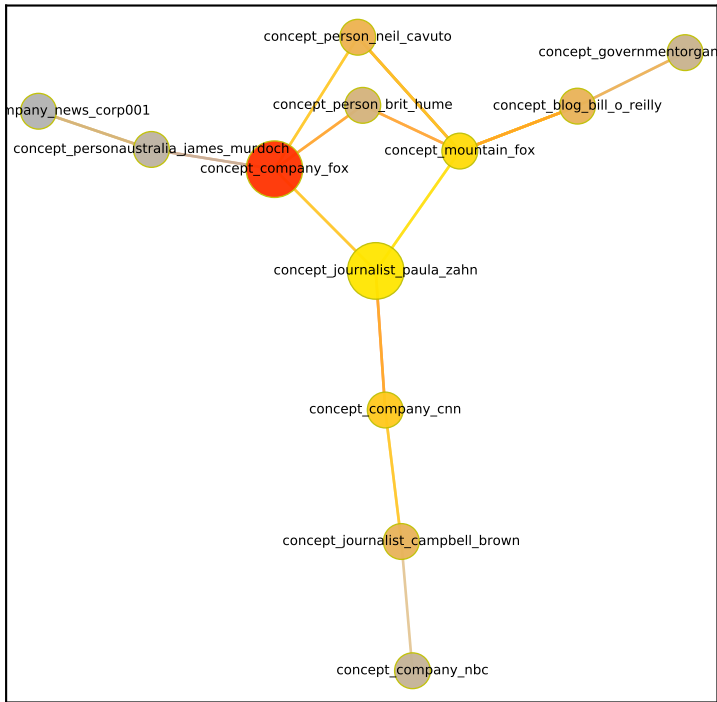 concept_person_neil_cavuto
concept_governmentorgan
concept_person_brit_hume
concept_blog_bill_o_reilly
mpany_news_corp001
concept_personaustralia_james_murdoch
concept_mountain_fox
concept_company_fox
concept_journalist_paula_zahn
concept_company_cnn
concept_journalist_campbell_brown
concept_company_nbc